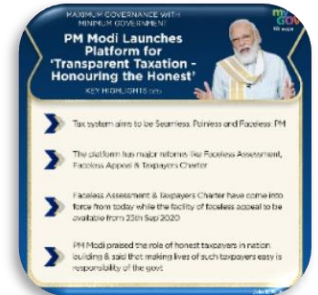 MAXIMUM GOVERNANCE WITH
MINIMUM GOVERNMENT
my
GOV
PM Modi Launches
Platform for
‘Transparent Taxation -
Honouring the Honest’
KEY HIGHLIGHTS
Tax system aims to be Seamless, Painless and Faceless: PM
The platform has major reforms like Faceless Assessment,
Faceless Appeal & Taxpayers Charter
Faceless Assessment & Taxpayers Charter have come into
force from today while the facility of faceless appeal to be
available from 25th Sep 2020
PM Modi praised the role of honest taxpayers in nation
building & said that making lives of such taxpayers easy is
responsibility of the govt